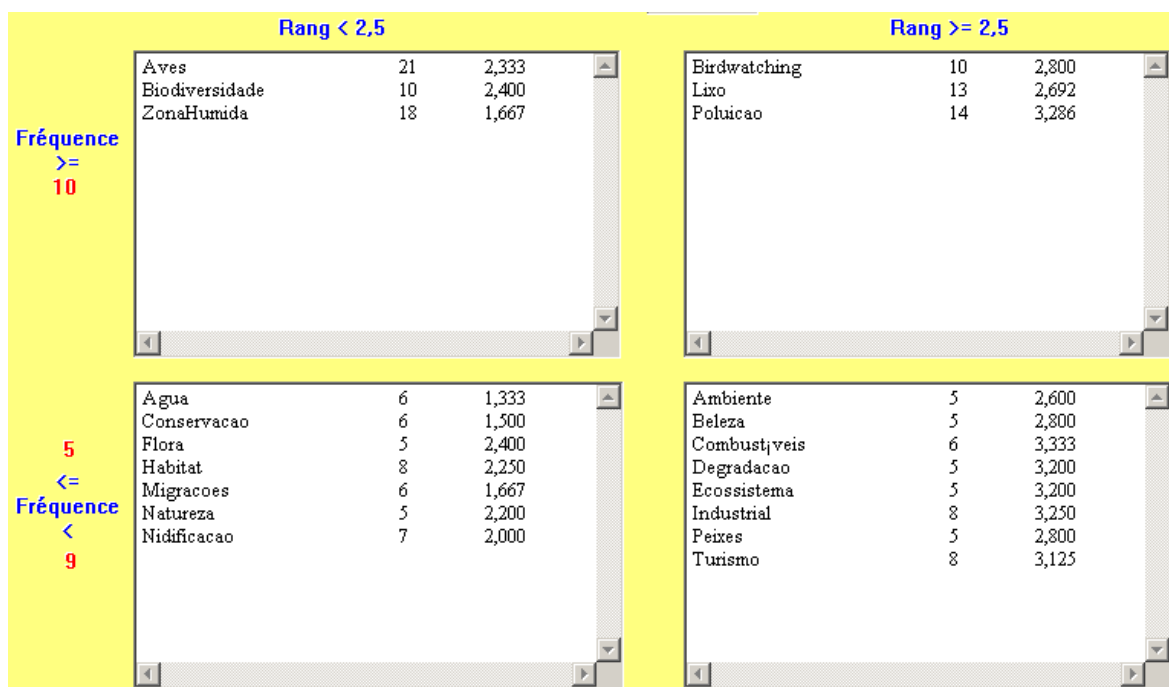 Rang < 2,5
Rang >= 2,5
Fréquence
>=
10
Aves 21 2,333
Biodiversidade 10 2,400
ZonaHumida 18 1,667
Birdwatching 10 2,800
Lixo 13 2,692
Poluicao 14 3,286
5
<=
Fréquence
<
9
Agua 6 1,333
Conservacao 6 1,500
Flora 5 2,400
Habitat 8 2,250
Migracoes 6 1,667
Natureza 5 2,200
Nidificacao 7 2,000
Ambiente 5 2,600
Beleza 5 2,800
Combust¡veis 6 3,333
Degradacao 5 3,200
Ecossistema 5 3,200
Industrial 8 3,250
Peixes 5 2,800
Turismo 8 3,125